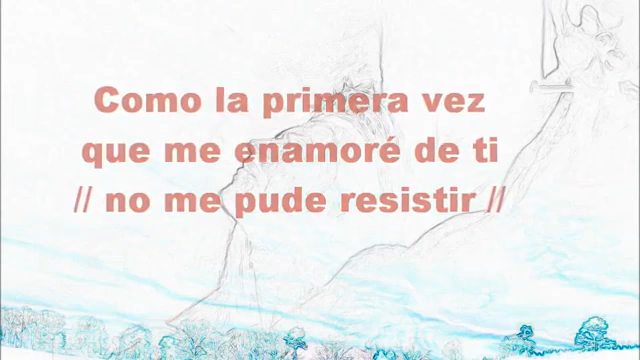 Como la primera vez
que me enamoré de ti
// no me pude resistir //